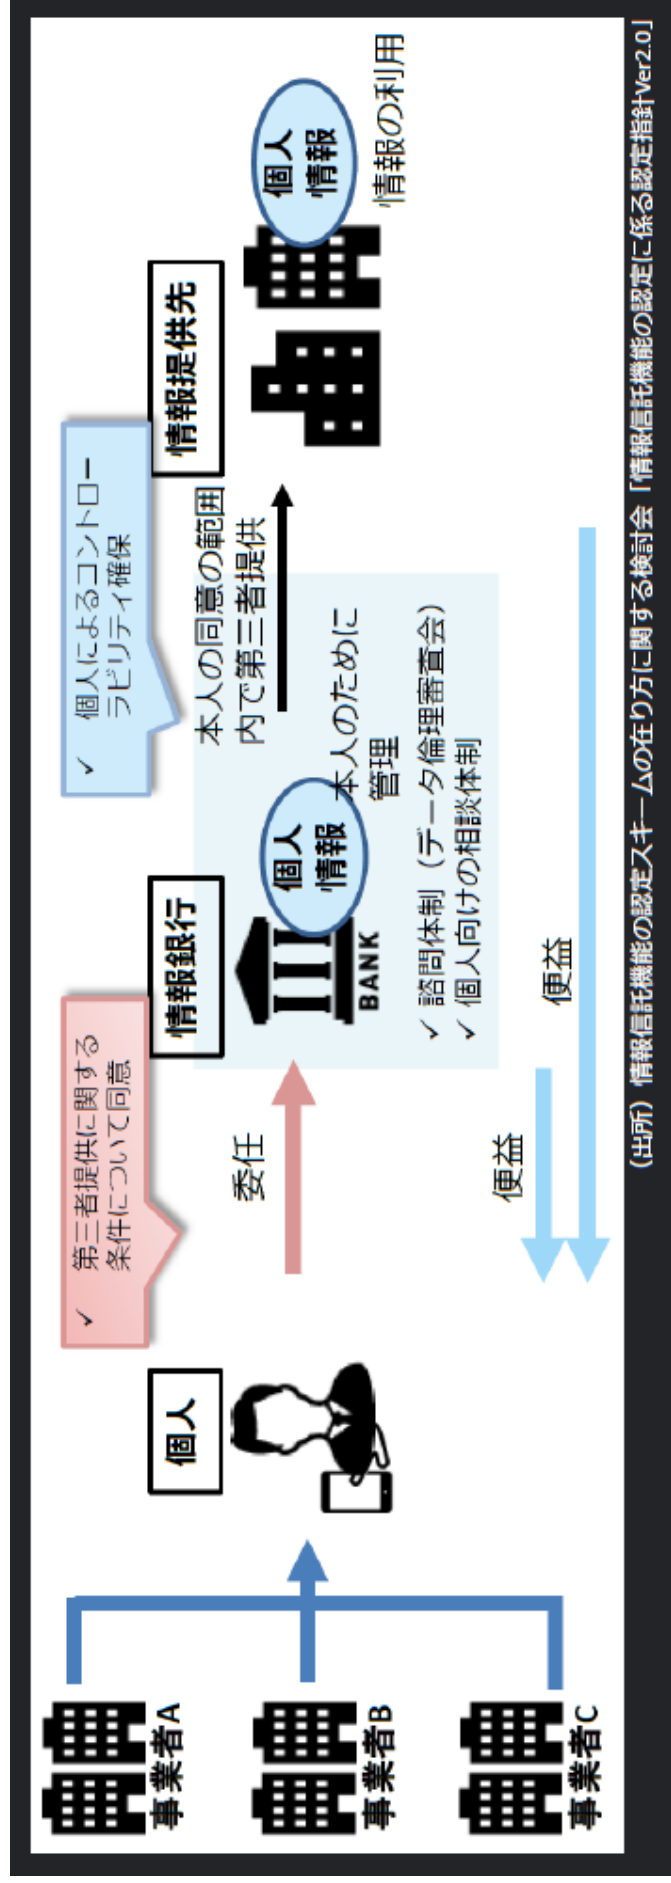 ✓ 第三者提供に関する
条件について同意
✓ 個人によるコントロー
ラビリティ確保
個人
情報銀行
情報提供先
事業者A
事業者B
事業者C
委任
BANK
個人
情報
本人のために
管理
✓ 諮問体制（データ倫理審査会）
✓ 個人向けの相談体制
本人の同意の範囲
内で第三者提供
個人
情報
情報の利用
便益
便益
（出所）情報信託機能の認定スキームの在り方に関する検討会「情報信託機能の認定に係る認定指針Ver2.0」